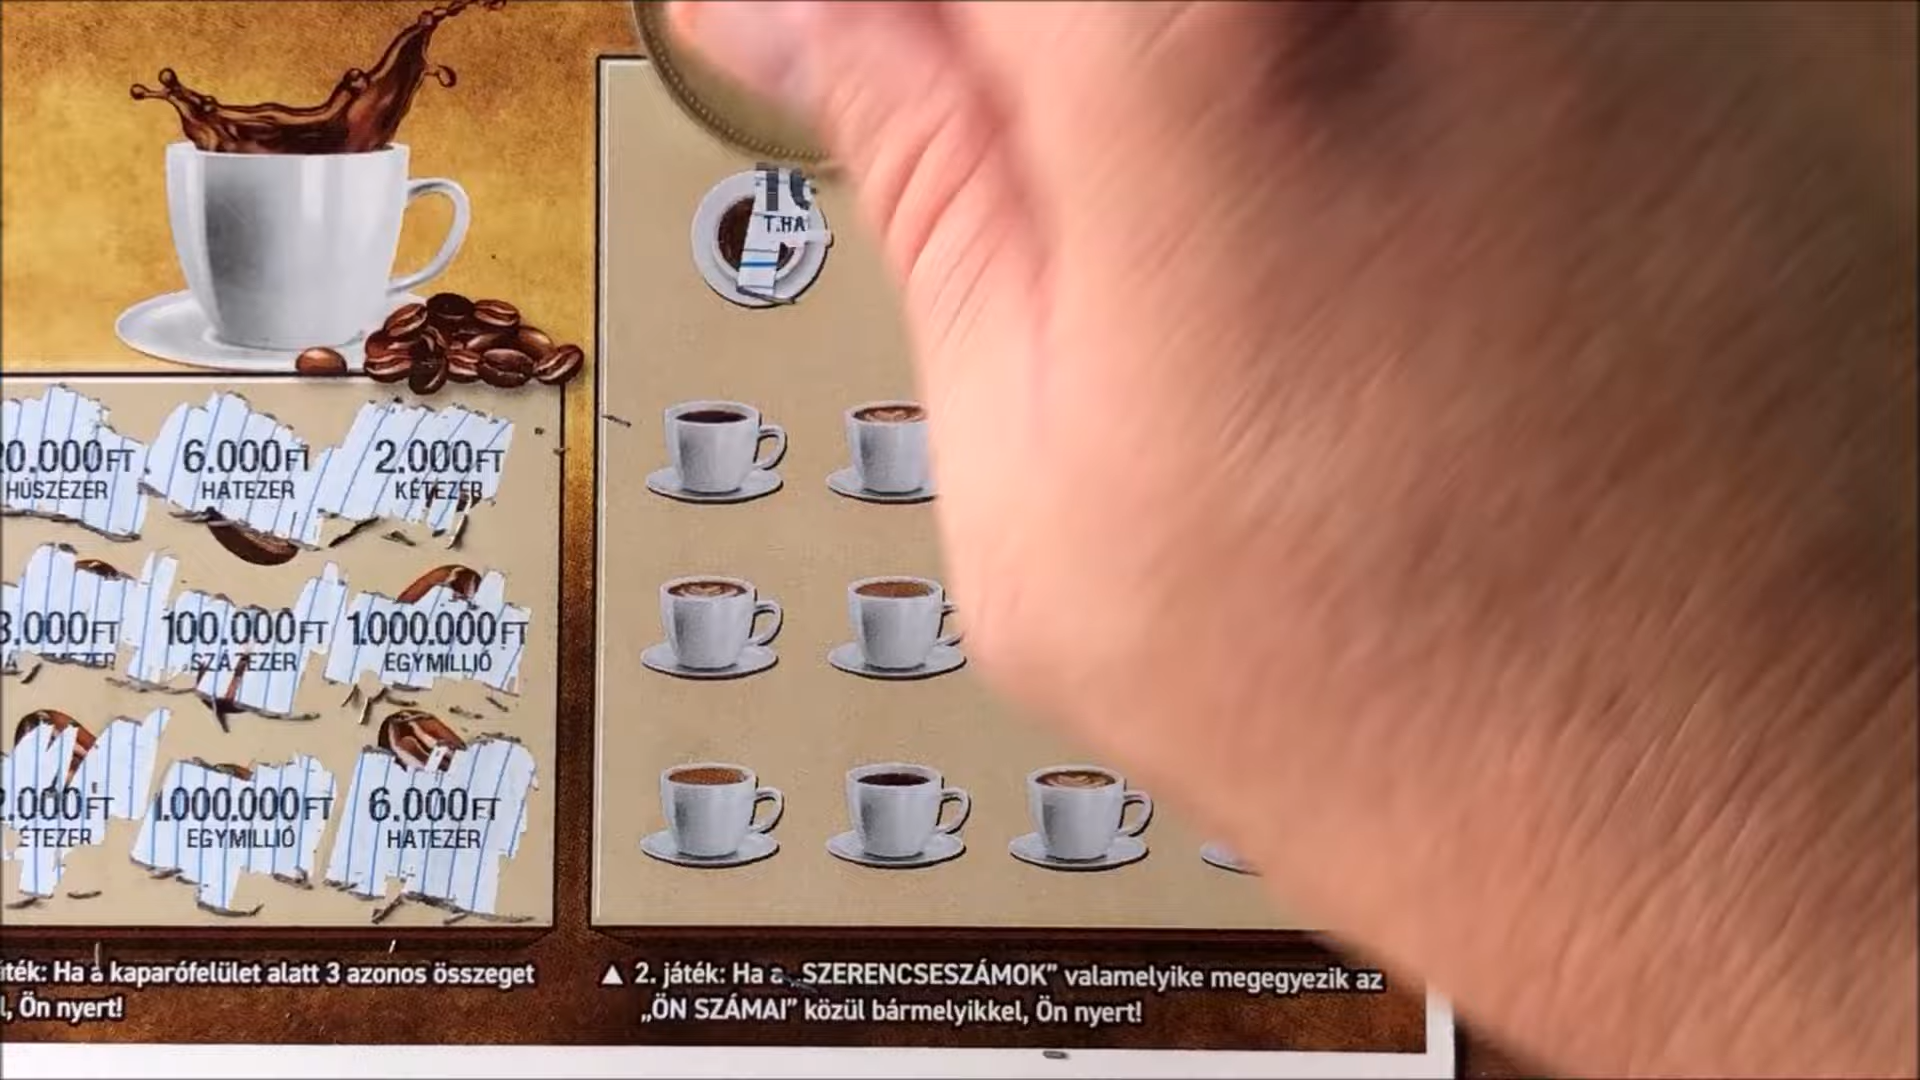 6.000FT
HATEZER
2.000FT
KÉTEZER
0.000FT
HÚSZEZER
.000FT
100.000FT
SZÁZEZER
1.000.000FT
EGYMILLIÓ
.000FT
ÉTEZER
1.000.000FT
EGYMILLIÓ
6.000FT
HATEZER
T.HA
Ha a kaparófelület alatt 3 azonos összeget
Ön nyert!
▲ 2. játék: Ha a „SZERENCSESZÁMOK” valamelyike megegyezik az
„ÖN SZÁMAI” közül bármelyikkel, Ön nyert!